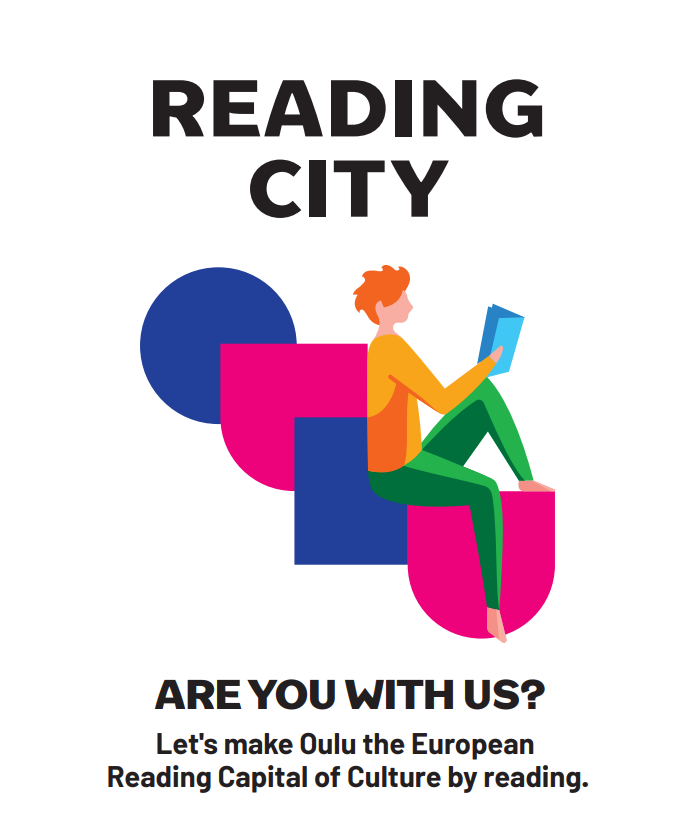 READING
CITY
ARE YOU WITH US?
Let's make Oulu the European
Reading Capital of Culture by reading.